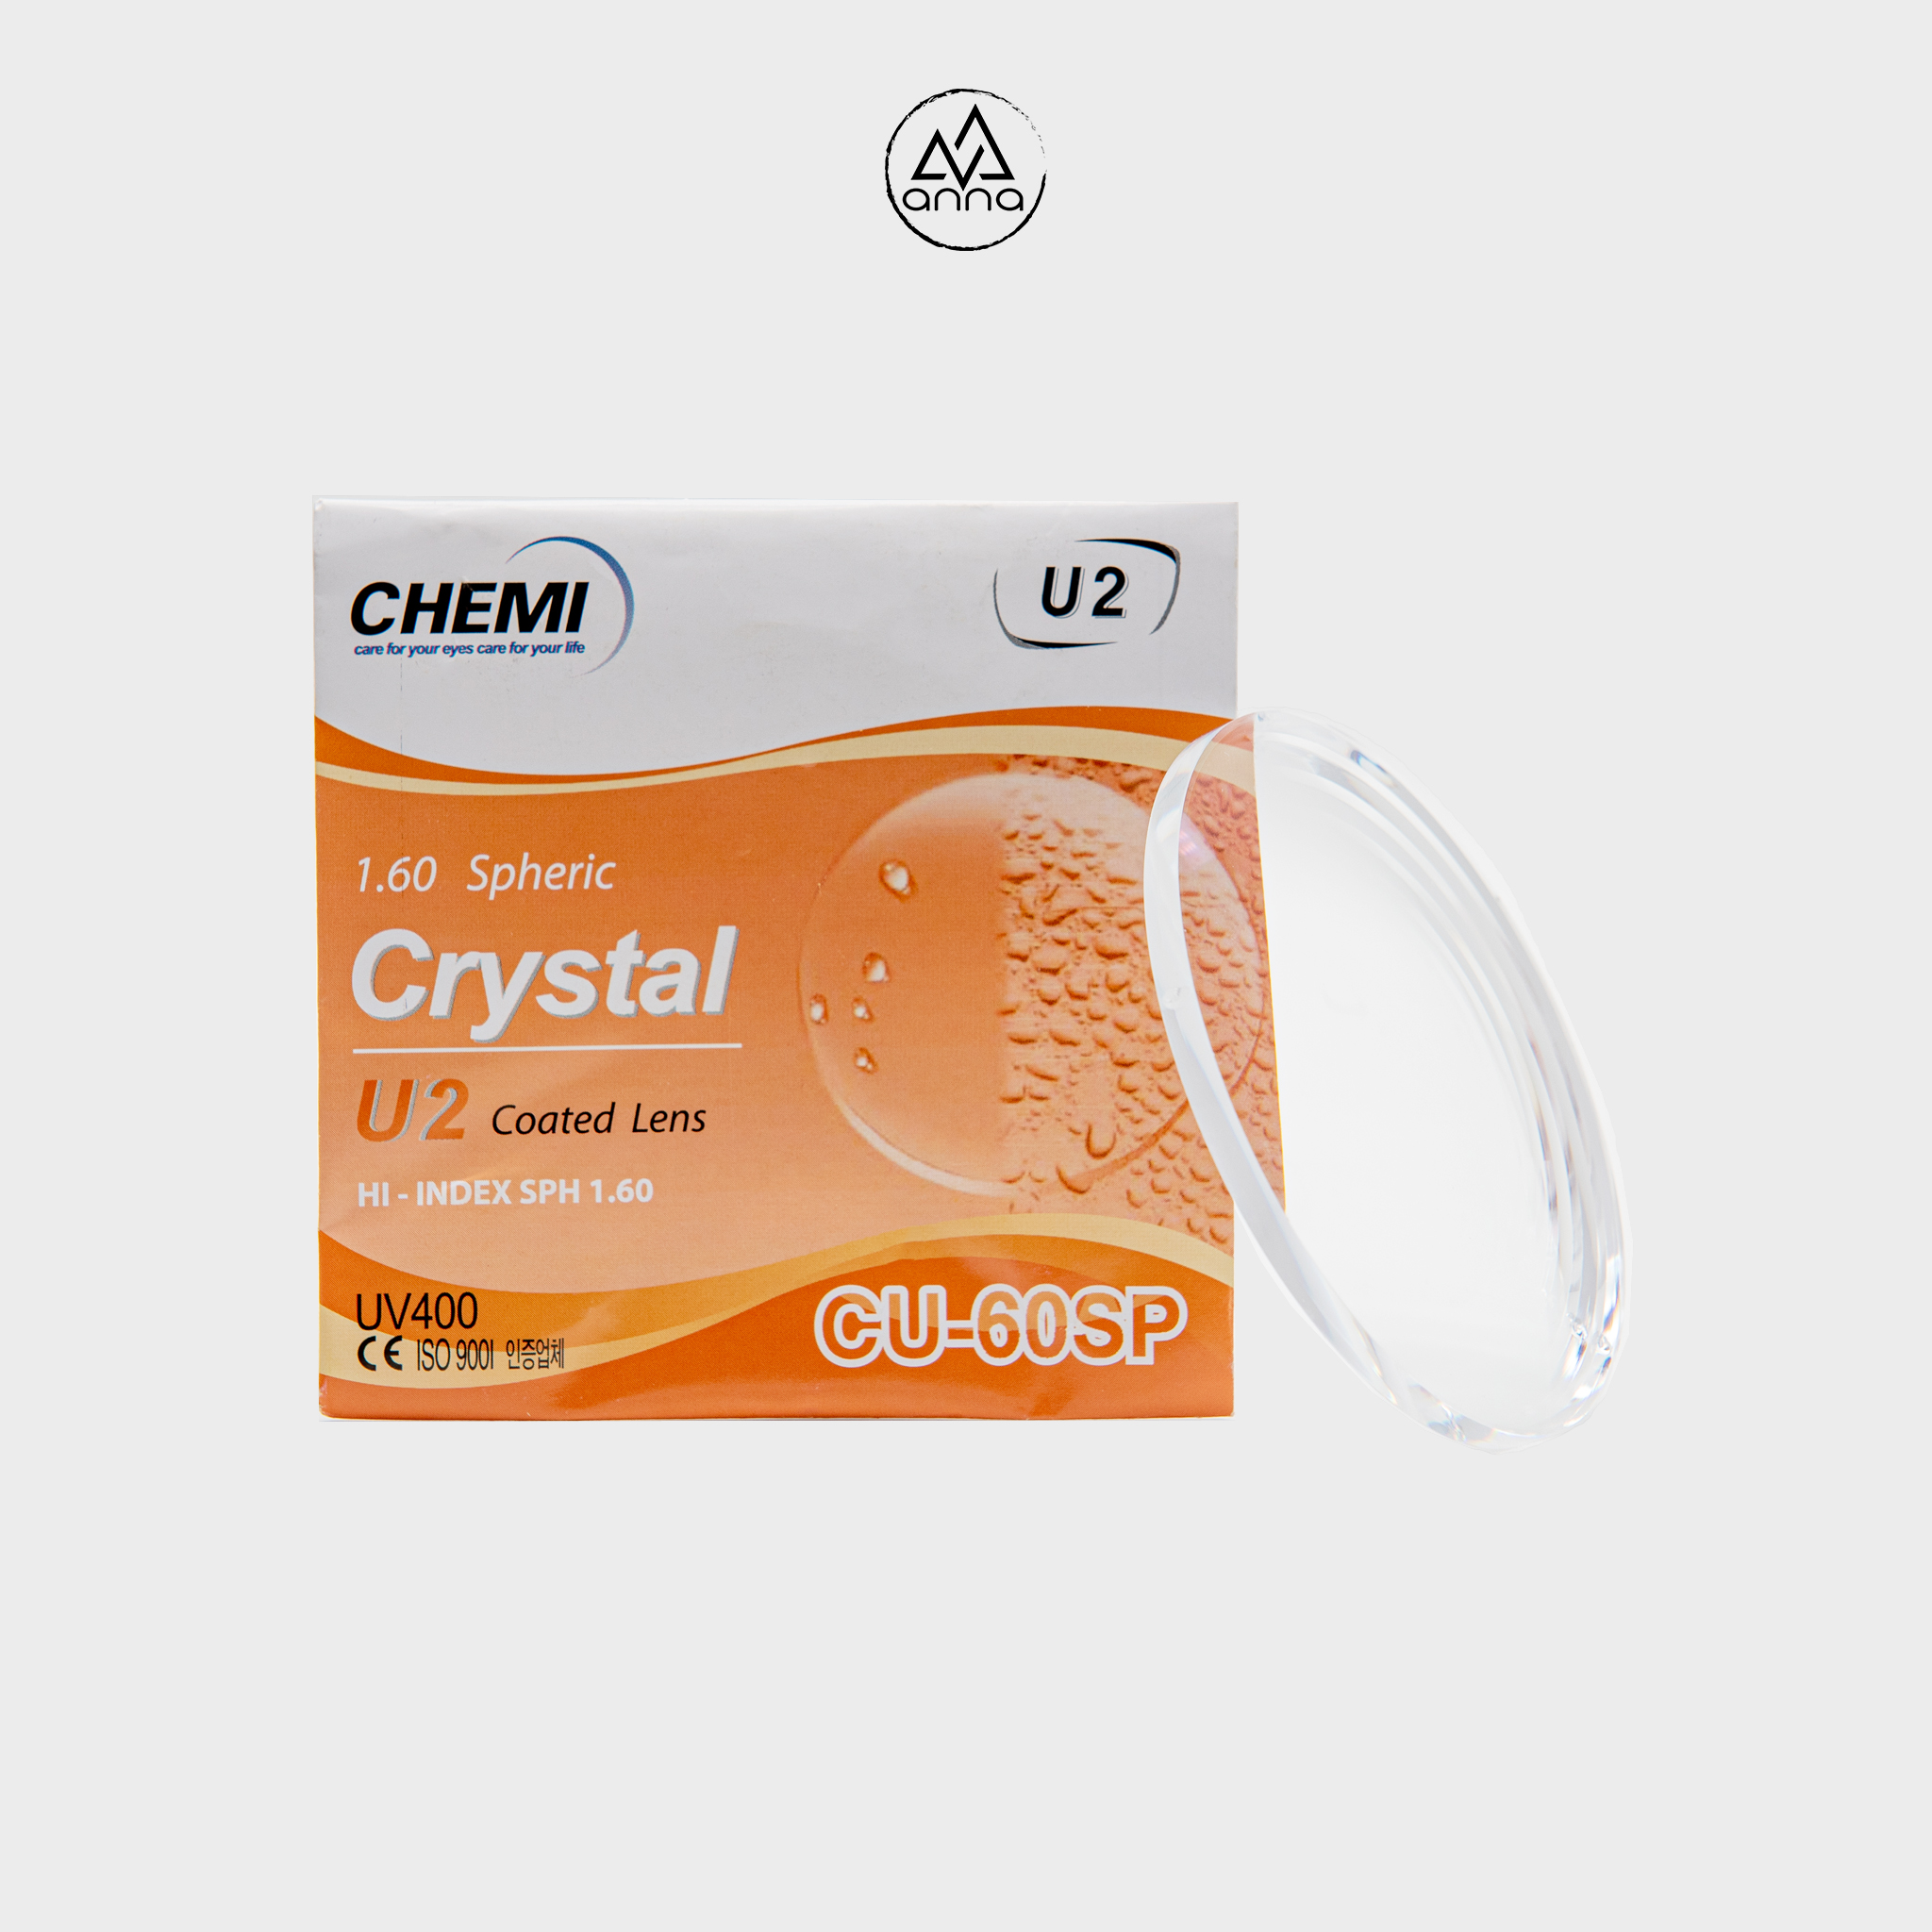 anna
CHEMI
care for your eyes care for your life
U2
1.60 Spheric
Crystal
U2 Coated Lens
HI - INDEX SPH 1.60
UV400
CE ISO 9001 인증업체
CU-60SP